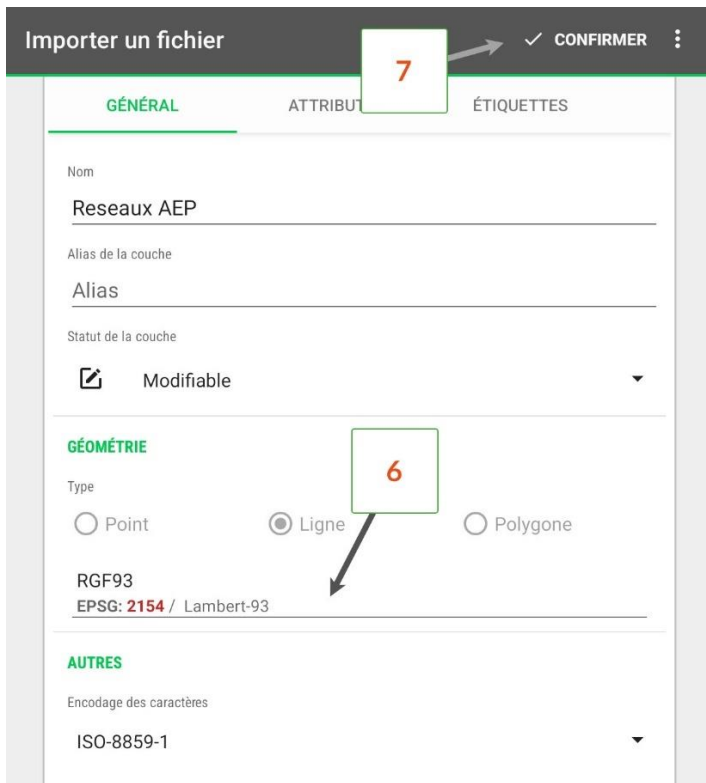 Importer un fichier
CONFIRMER
7
GÉNÉRAL
ATTRIBUT
ÉTIQUETTES
Nom
Reseaux AEP
Alias de la couche
Alias
Statut de la couche
Modifiable
GÉOMÉTRIE
6
Type
Point
Ligne
Polygone
RGF93
EPSG: 2154 / Lambert-93
AUTRES
Encodage des caractères
ISO-8859-1